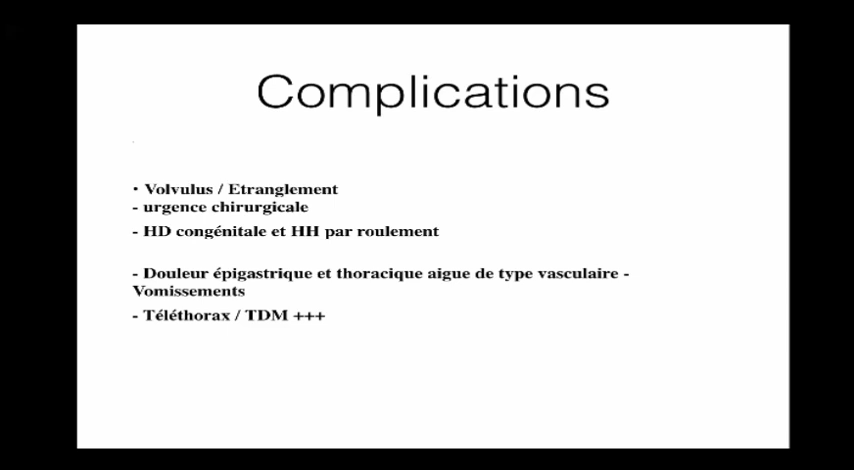 Complications
• Volvulus / Etranglement
- urgence chirurgicale
- HD congénitale et HH par roulement
- Douleur épigastrique et thoracique aigue de type vasculaire -
Vomissements
- Téléthorax / TDM +++